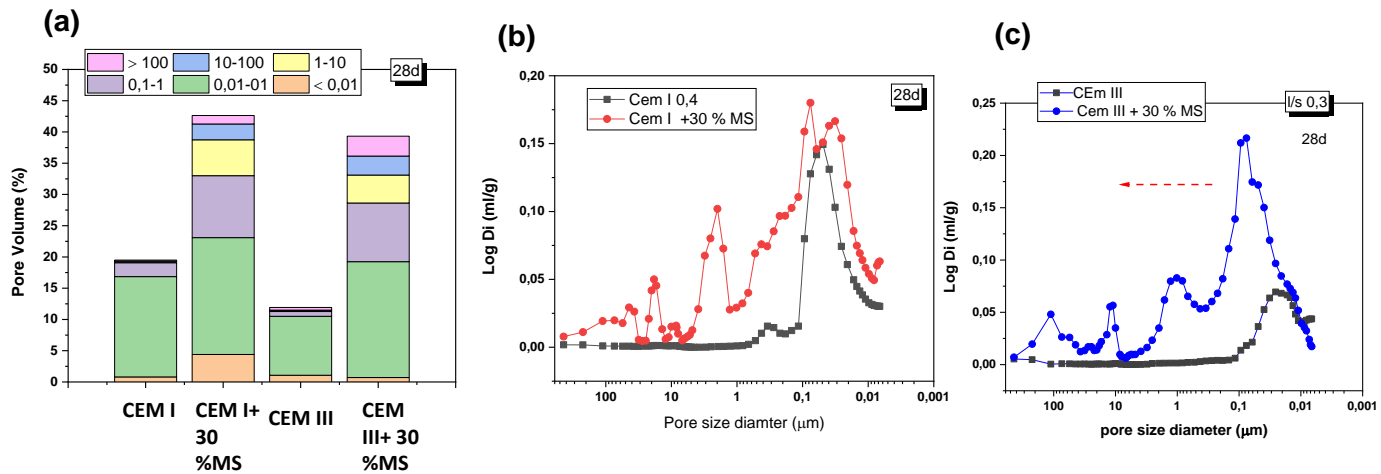 (a)
> 100
10-100
1-10
0,1-1
0,01-01
< 0,01
28d
Pore Volume (%)
50
45
40
35
30
25
20
15
10
5
0
CEM I
CEM I+
30
%MS
CEM III
CEM
III+ 30
%MS
(b)
Cem I 0,4
Cem I +30 % MS
28d
Log Di (ml/g)
0,20
0,15
0,10
0,05
0,00
100
10
1
0,1
0,01
0,001
Pore size diamter (μm)
(c)
CEm III
Cem III + 30 % MS
l/s 0,3
28d
Log Di (ml/g)
0,25
0,20
0,15
0,10
0,05
0,00
100
10
1
0,1
0,01
0,001
pore size diameter (μm)